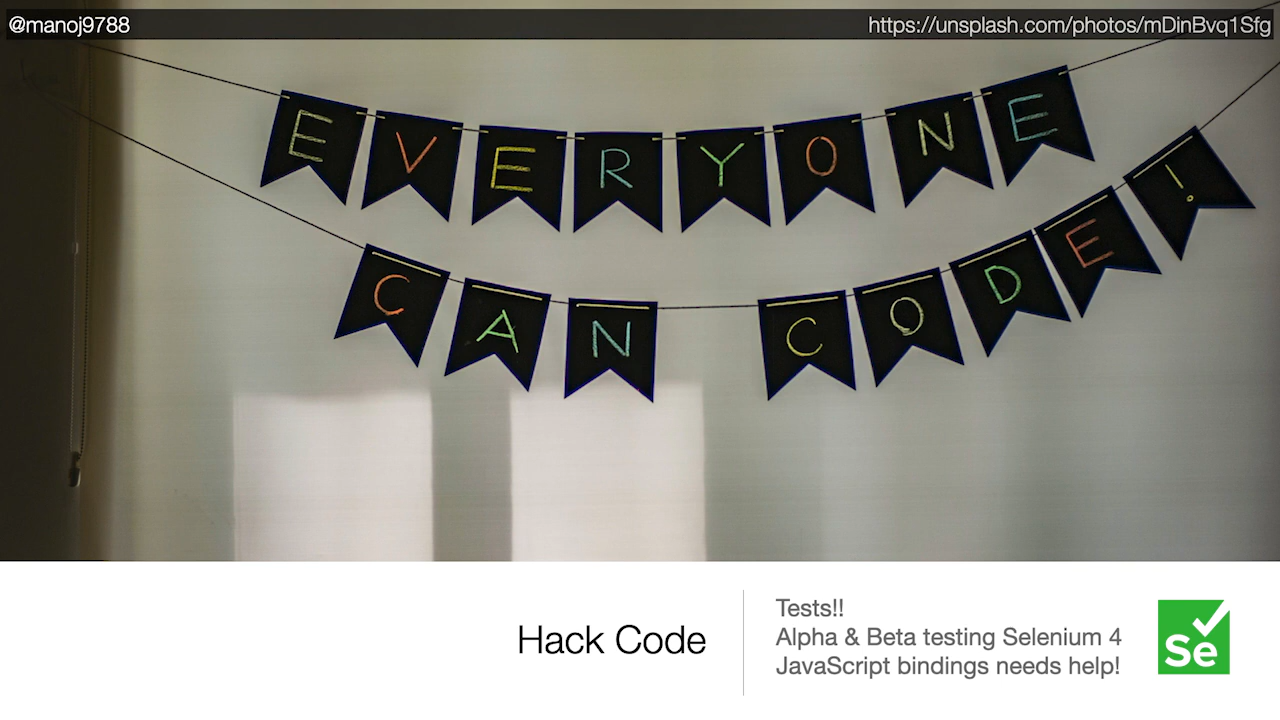 @manoj9788
https://unsplash.com/photos/mDinBvq1Sfg
EVERYONE
CAN CODE!
Hack Code
Tests!!
Alpha & Beta testing Selenium 4
JavaScript bindings needs help!
Se